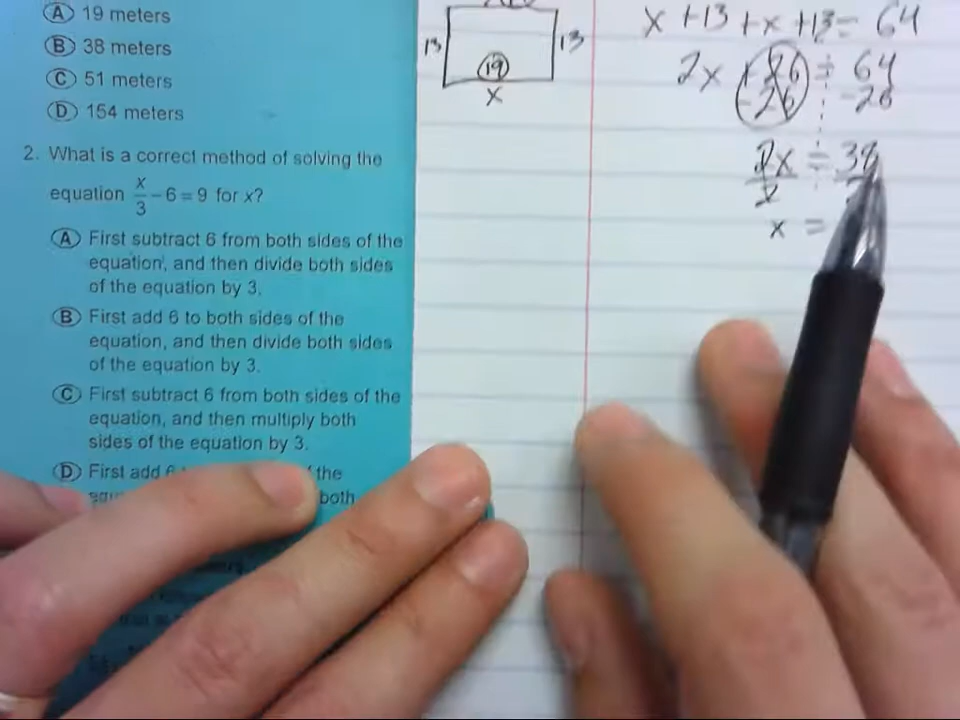 A 19 meters
B 38 meters
C 51 meters
D 154 meters
2. What is a correct method of solving the
equation x/3 - 6 = 9 for x?
A First subtract 6 from both sides of the
equation, and then divide both sides
of the equation by 3.
B First add 6 to both sides of the
equation, and then divide both sides
of the equation by 3.
C First subtract 6 from both sides of the
equation, and then multiply both
sides of the equation by 3.
D First add 6 the
both
13 13
19
x
x + 13 + x + 13 = 64
2x + 26 = 64
- 26 - 26
2x = 38
2
x =